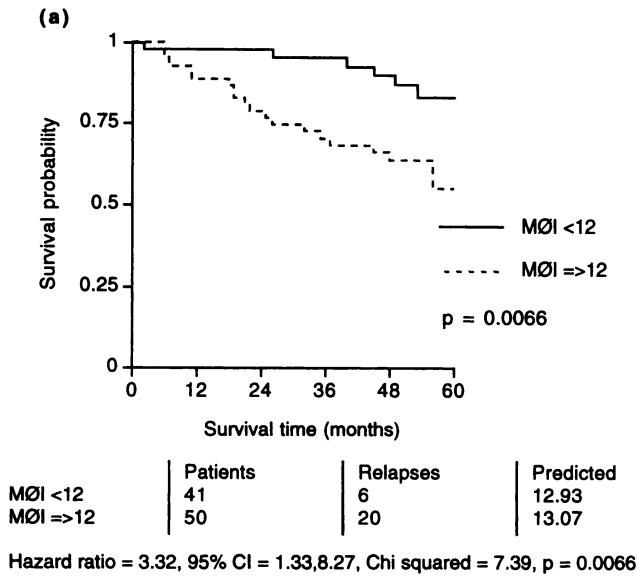 (a)
1
0.75
0.5
0.25
0
Survival probability
MØI <12
MØI =>12
p = 0.0066
0 12 24 36 48 60
Survival time (months)
Patients Relapses Predicted
MØI <12 41 6 12.93
MØI =>12 50 20 13.07
Hazard ratio = 3.32, 95% CI = 1.33,8.27, Chi squared = 7.39, p = 0.0066